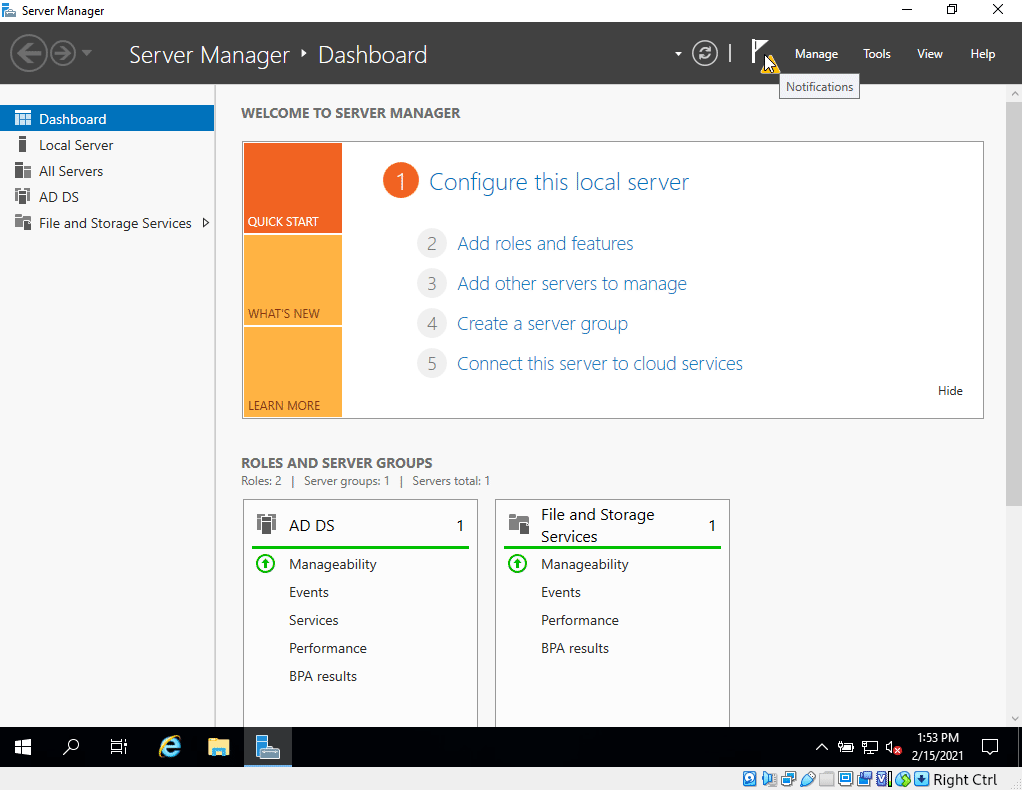 Server Manager
Server Manager ‣ Dashboard
Manage Tools View Help
Notifications
Dashboard
Local Server
All Servers
AD DS
File and Storage Services
WELCOME TO SERVER MANAGER
QUICK START
WHAT'S NEW
LEARN MORE
1 Configure this local server
2 Add roles and features
3 Add other servers to manage
4 Create a server group
5 Connect this server to cloud services
Hide
ROLES AND SERVER GROUPS
Roles: 2 | Server groups: 1 | Servers total: 1
AD DS 1
Manageability
Events
Services
Performance
BPA results
File and Storage
Services 1
Manageability
Events
Performance
BPA results
1:53 PM
2/15/2021
Right Ctrl